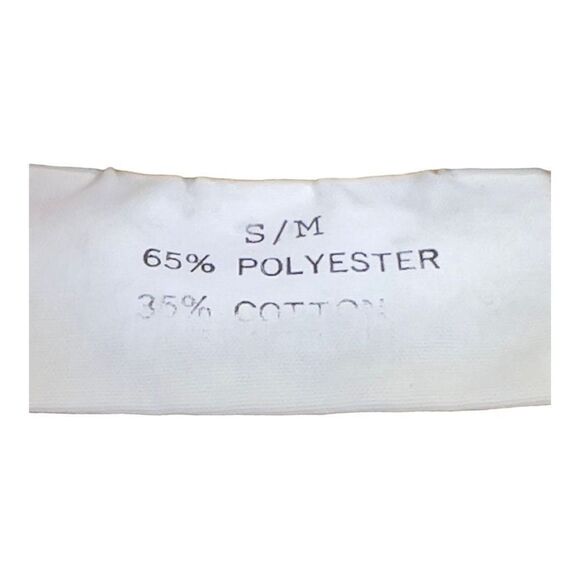 S/M
65% POLYESTER
35% COTTON